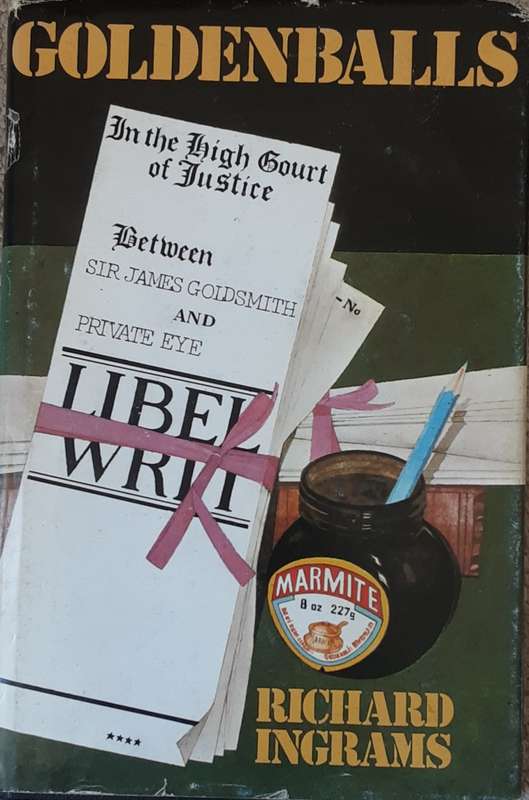 GOLDENBALLS
In the High Court
of Justice
Between
SIR JAMES GOLDSMITH
AND
PRIVATE EYE
LIBEL
WRIT
-No
MARMITE
8 oz 227g
****
RICHARD
INGRAMS